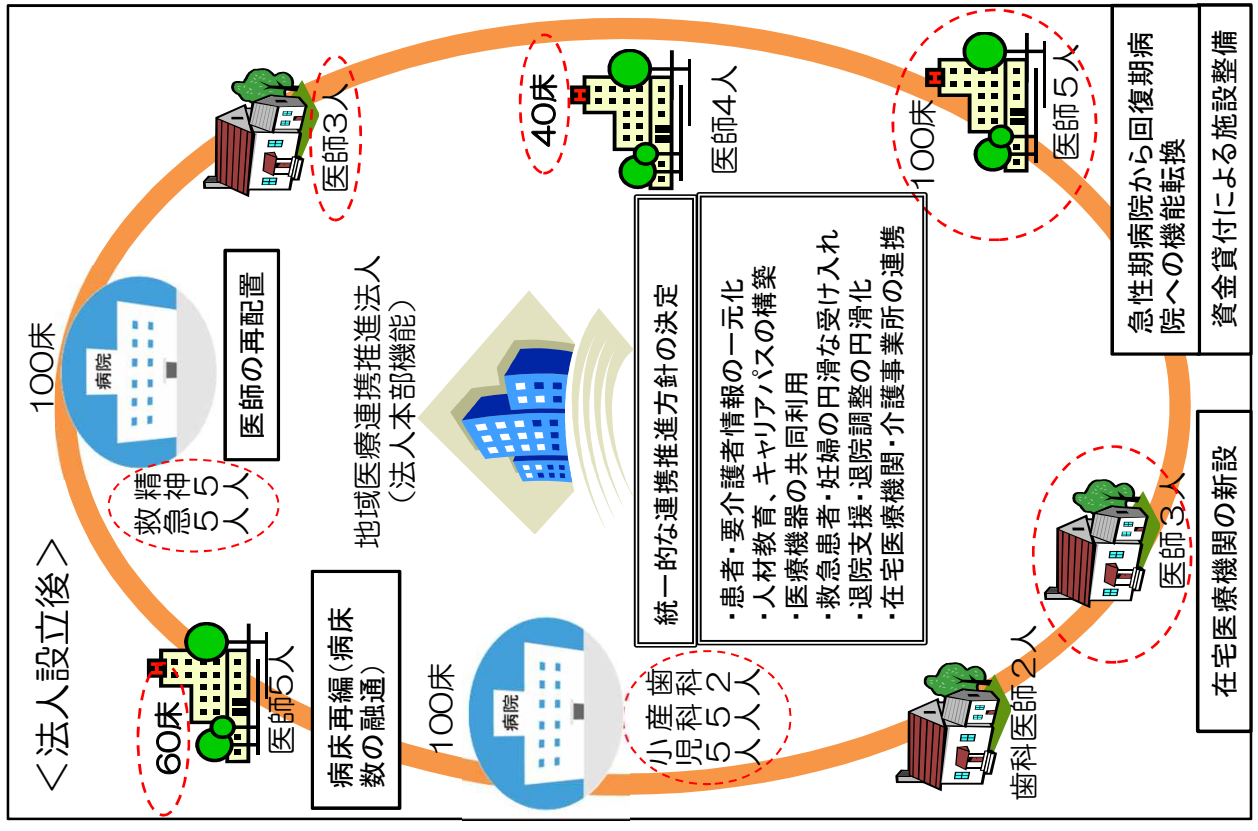 ＜法人設立後＞
100床
病院
救急5人
精神5人
医師の再配置
60床
医師5人
病床再編（病床
数の融通）
医師3人
地域医療連携推進法人
（法人本部機能）
40床
医師4人
100床
病院
小児5人
産科5人
歯科2人
統一的な連携推進方針の決定
・患者・要介護者情報の一元化
・人材教育、キャリアパスの構築
・医療機器の共同利用
・救急患者・妊婦の円滑な受け入れ
・退院支援・退院調整の円滑化
・在宅医療機関・介護事業所の連携
100床
医師5人
歯科医師2人
医師3人
在宅医療機関の新設
急性期病院から回復期病
院への機能転換
資金貸付による施設整備